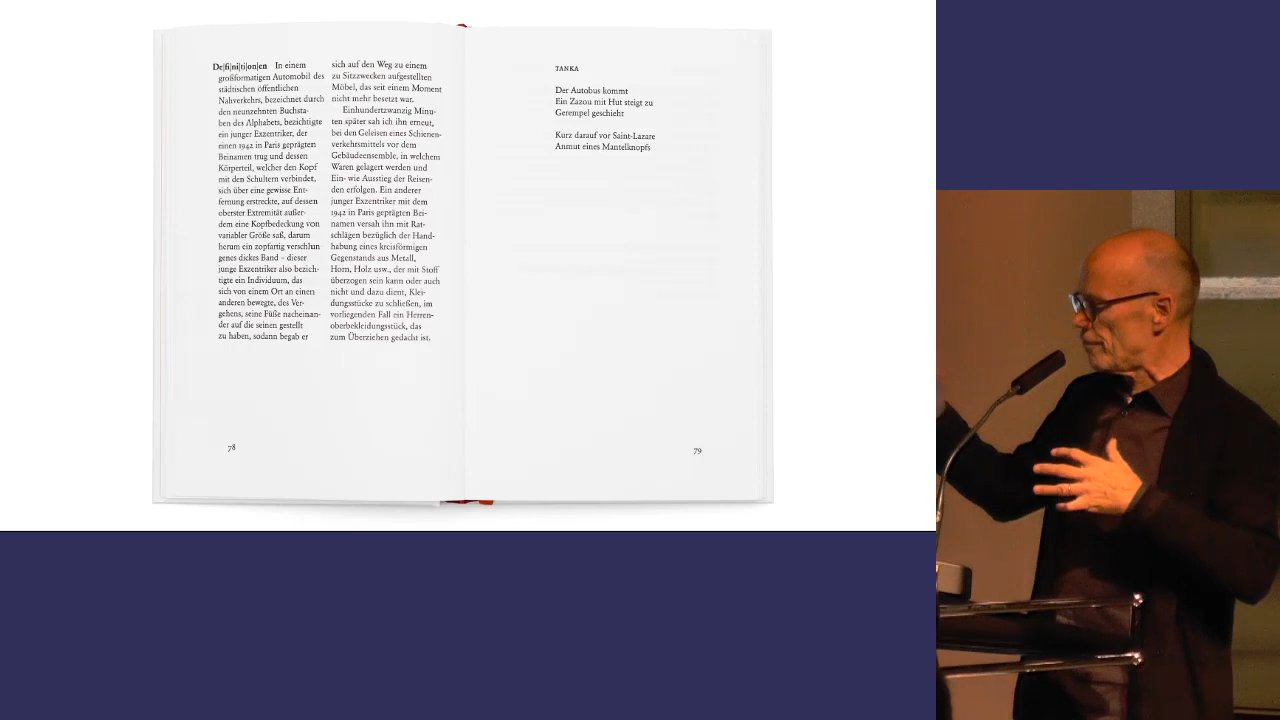 De|fi|ni|ti|on|en In einem
großformatigen Automobil des
städtischen öffentlichen
Nahverkehrs, bezeichnet durch
den neunzehnten Buchsta-
ben des Alphabets, bezichtigte
ein junger Exzentriker, der
einen 1942 in Paris geprägten
Beinamen trug und dessen
Körperteil, welcher den Kopf
mit den Schultern verbindet,
sich über eine gewisse Ent-
fernung erstreckte, auf dessen
oberster Extremität außer-
dem eine Kopfbedeckung von
variabler Größe saß, darum
herum ein zopfartig verschlun
genes dickes Band – dieser
junge Exzentriker also bezich-
tigte ein Individuum, das
sich von einem Ort an einen
anderen bewegte, des Ver-
gehens, seine Füße nacheinan-
der auf die seinen gestellt
zu haben, sodann begab er
sich auf den Weg zu einem
zu Sitzzwecken aufgestellten
Möbel, das seit einem Moment
nicht mehr besetzt war.
Einhundertzwanzig Minu-
ten später sah ich ihn erneut,
bei den Geleisen eines Schienen-
verkehrsmittels vor dem
Gebäudeensemble, in welchem
Waren gelagert werden und
Ein- wie Ausstieg der Reisen-
den erfolgen. Ein anderer
junger Exzentriker mit dem
1942 in Paris geprägten Bei-
namen versah ihn mit Rat-
schlägen bezüglich der Hand-
habung eines kreisförmigen
Gegenstands aus Metall,
Horn, Holz usw., der mit Stoff
überzogen sein kann oder auch
nicht und dazu dient, Klei-
dungsstücke zu schließen, im
vorliegenden Fall ein Herren-
oberbekleidungsstück, das
zum Überziehen gedacht ist.
78
TANKA
Der Autobus kommt
Ein Zazou mit Hut steigt zu
Gerempel geschieht
Kurz darauf vor Saint-Lazare
Anmut eines Mantelknopfs
79